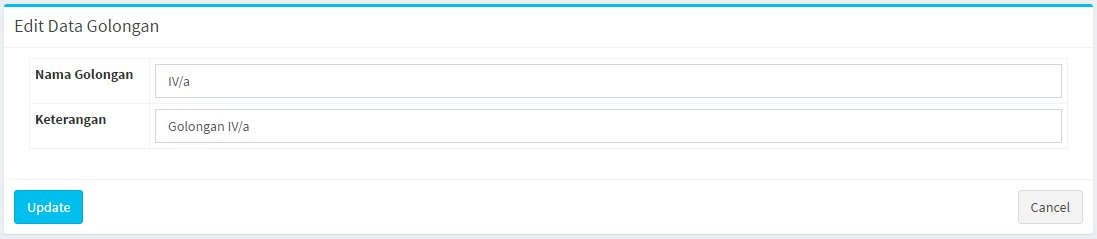 Edit Data Golongan
Nama Golongan
IV/a
Keterangan
Golongan IV/a
Update
Cancel